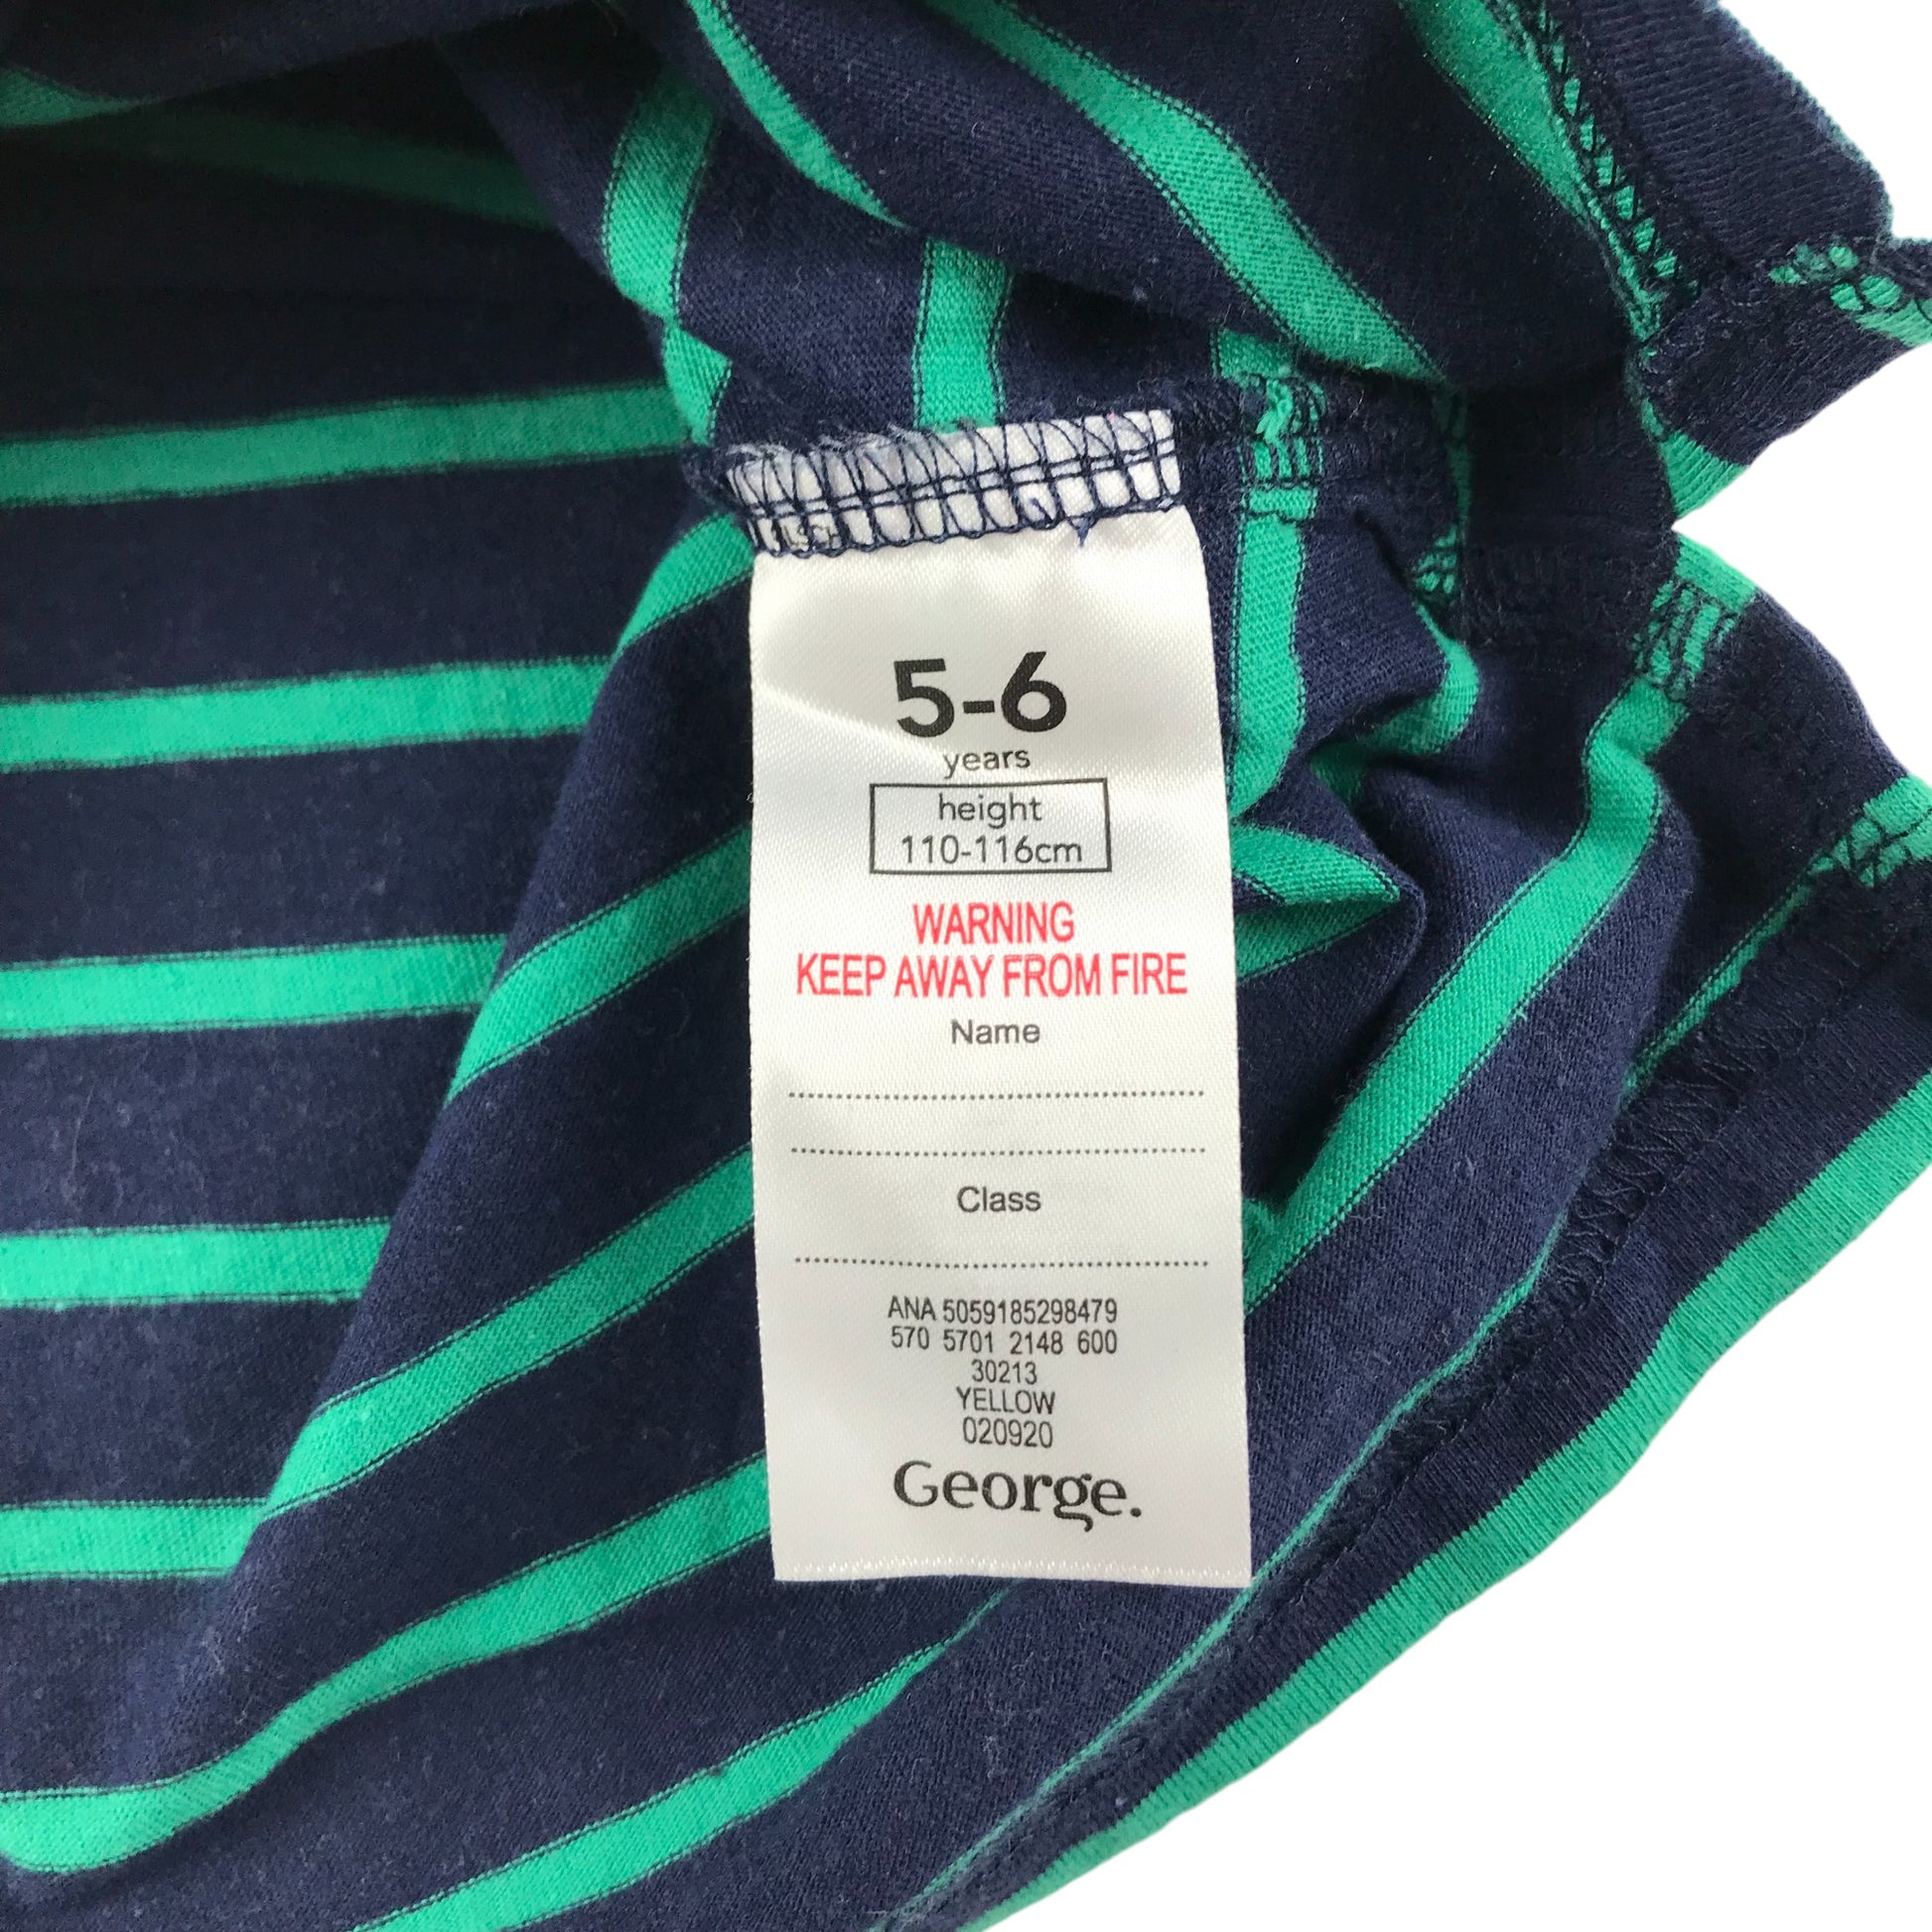 5-6
years
height
110-116cm
WARNING
KEEP AWAY FROM FIRE
Name
Class
ANA 5059185298479
570 5701 2148 600
30213
YELLOW
020920
George.